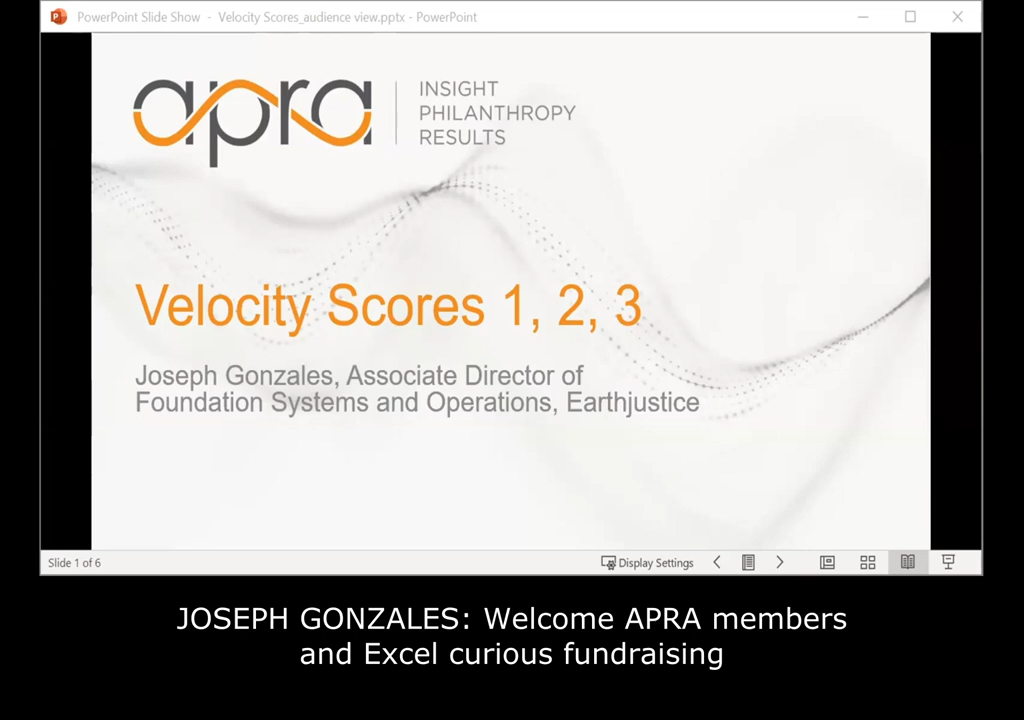 PowerPoint Slide Show - Velocity Scores_audience view.pptx - PowerPoint
apra
INSIGHT
PHILANTHROPY
RESULTS
Velocity Scores 1, 2, 3
Joseph Gonzales, Associate Director of
Foundation Systems and Operations, Earthjustice
Slide 1 of 6
Display Settings
JOSEPH GONZALES: Welcome APRA members
and Excel curious fundraising